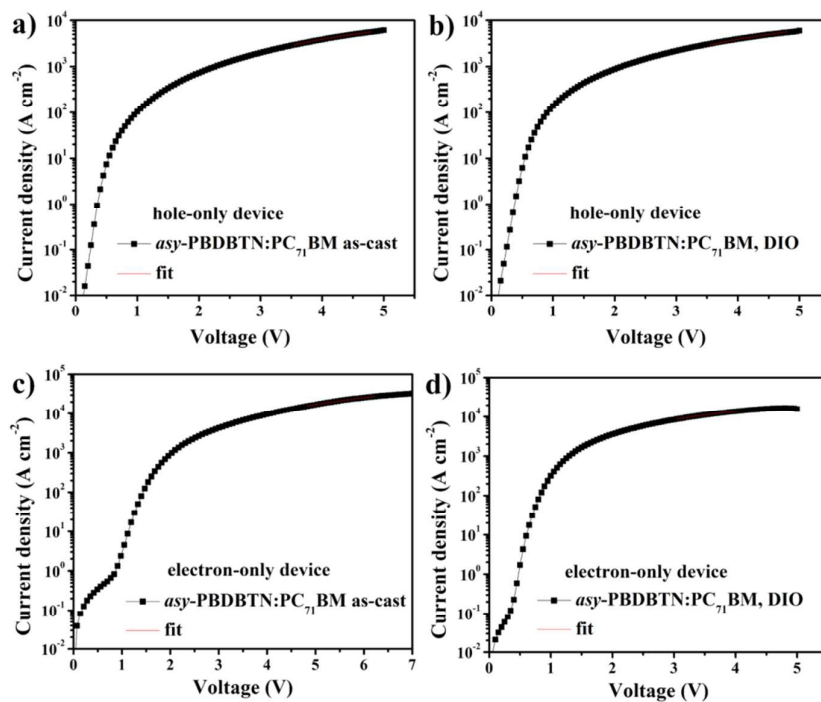 a)
Current density (A cm⁻²)
10⁴
10³
10²
10¹
10⁰
10⁻¹
10⁻²
hole-only device
asy-PBDBTN:PC₇₁BM as-cast
fit
0 1 2 3 4 5
Voltage (V)
b)
Current density (A cm⁻²)
10⁴
10³
10²
10¹
10⁰
10⁻¹
10⁻²
hole-only device
asy-PBDBTN:PC₇₁BM, DIO
fit
0 1 2 3 4 5
Voltage (V)
c)
Current density (A cm⁻²)
10⁵
10⁴
10³
10²
10¹
10⁰
10⁻¹
10⁻²
electron-only device
asy-PBDBTN:PC₇₁BM as-cast
fit
0 1 2 3 4 5 6 7
Voltage (V)
d)
Current density (A cm⁻²)
10⁵
10⁴
10³
10²
10¹
10⁰
10⁻¹
10⁻²
electron-only device
asy-PBDBTN:PC₇₁BM, DIO
fit
0 1 2 3 4 5
Voltage (V)